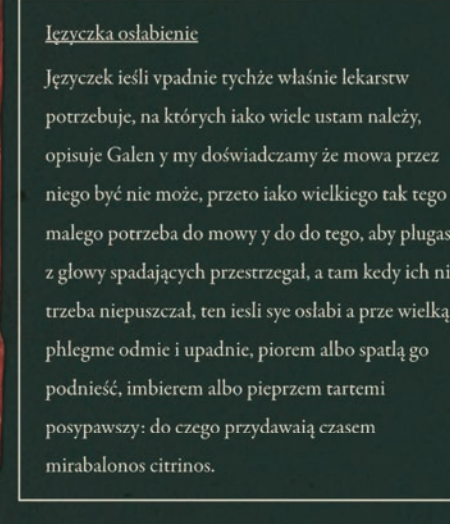 Języczka osłabienie
Języczek ieśli vpadnie tychże właśnie lekarstw
potrzebuje, na których iako wiele ustam należy,
opisuje Galen y my doświadczamy że mowa przez
niego być nie może, przeto iako wielkiego tak tego
malego potrzeba do mowy y do do tego, aby plugas
z glowy spadających przestrzegał, a tam kedy ich ni
trzeba niepuszczał, ten iesli sye osłabi a prze wielką
phlegme odmie i upadnie, piorem albo spatlą go
podnieść, imbierem albo pieprzem tartemi
posypawszy: do czego przydawaią czasem
mirabalonos citrinos.